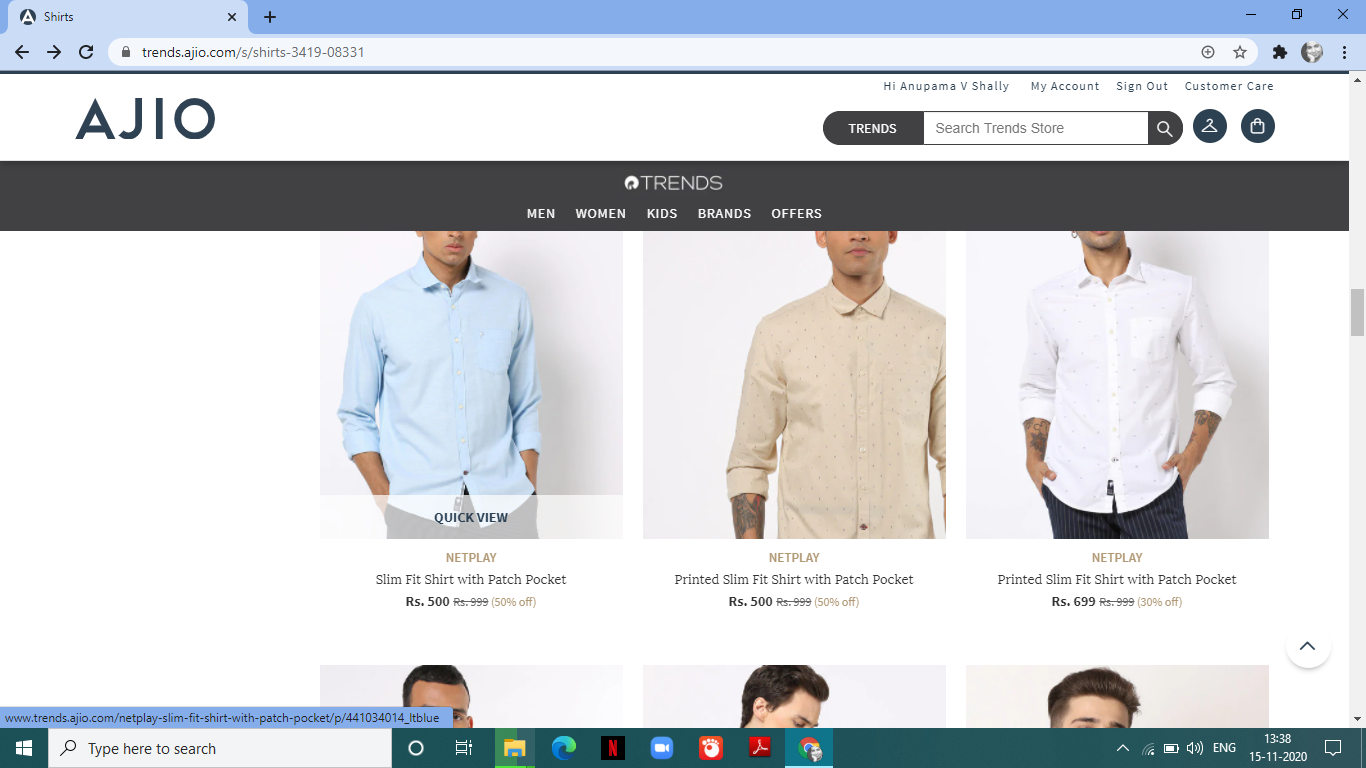 Shirts
trends.ajio.com/s/shirts-3419-08331
Hi Anupama V Shally My Account Sign Out Customer Care
AJIO
TRENDS Search Trends Store
TRENDS
MEN WOMEN KIDS BRANDS OFFERS
QUICK VIEW
NETPLAY NETPLAY NETPLAY
Slim Fit Shirt with Patch Pocket Printed Slim Fit Shirt with Patch Pocket Printed Slim Fit Shirt with Patch Pocket
Rs. 500 Rs. 999 (50% off) Rs. 500 Rs. 999 (50% off) Rs. 699 Rs. 999 (30% off)
www.trends.ajio.com/netplay-slim-fit-shirt-with-patch-pocket/p/441034014_ltblue
Type here to search
ENG
13:38
15-11-2020